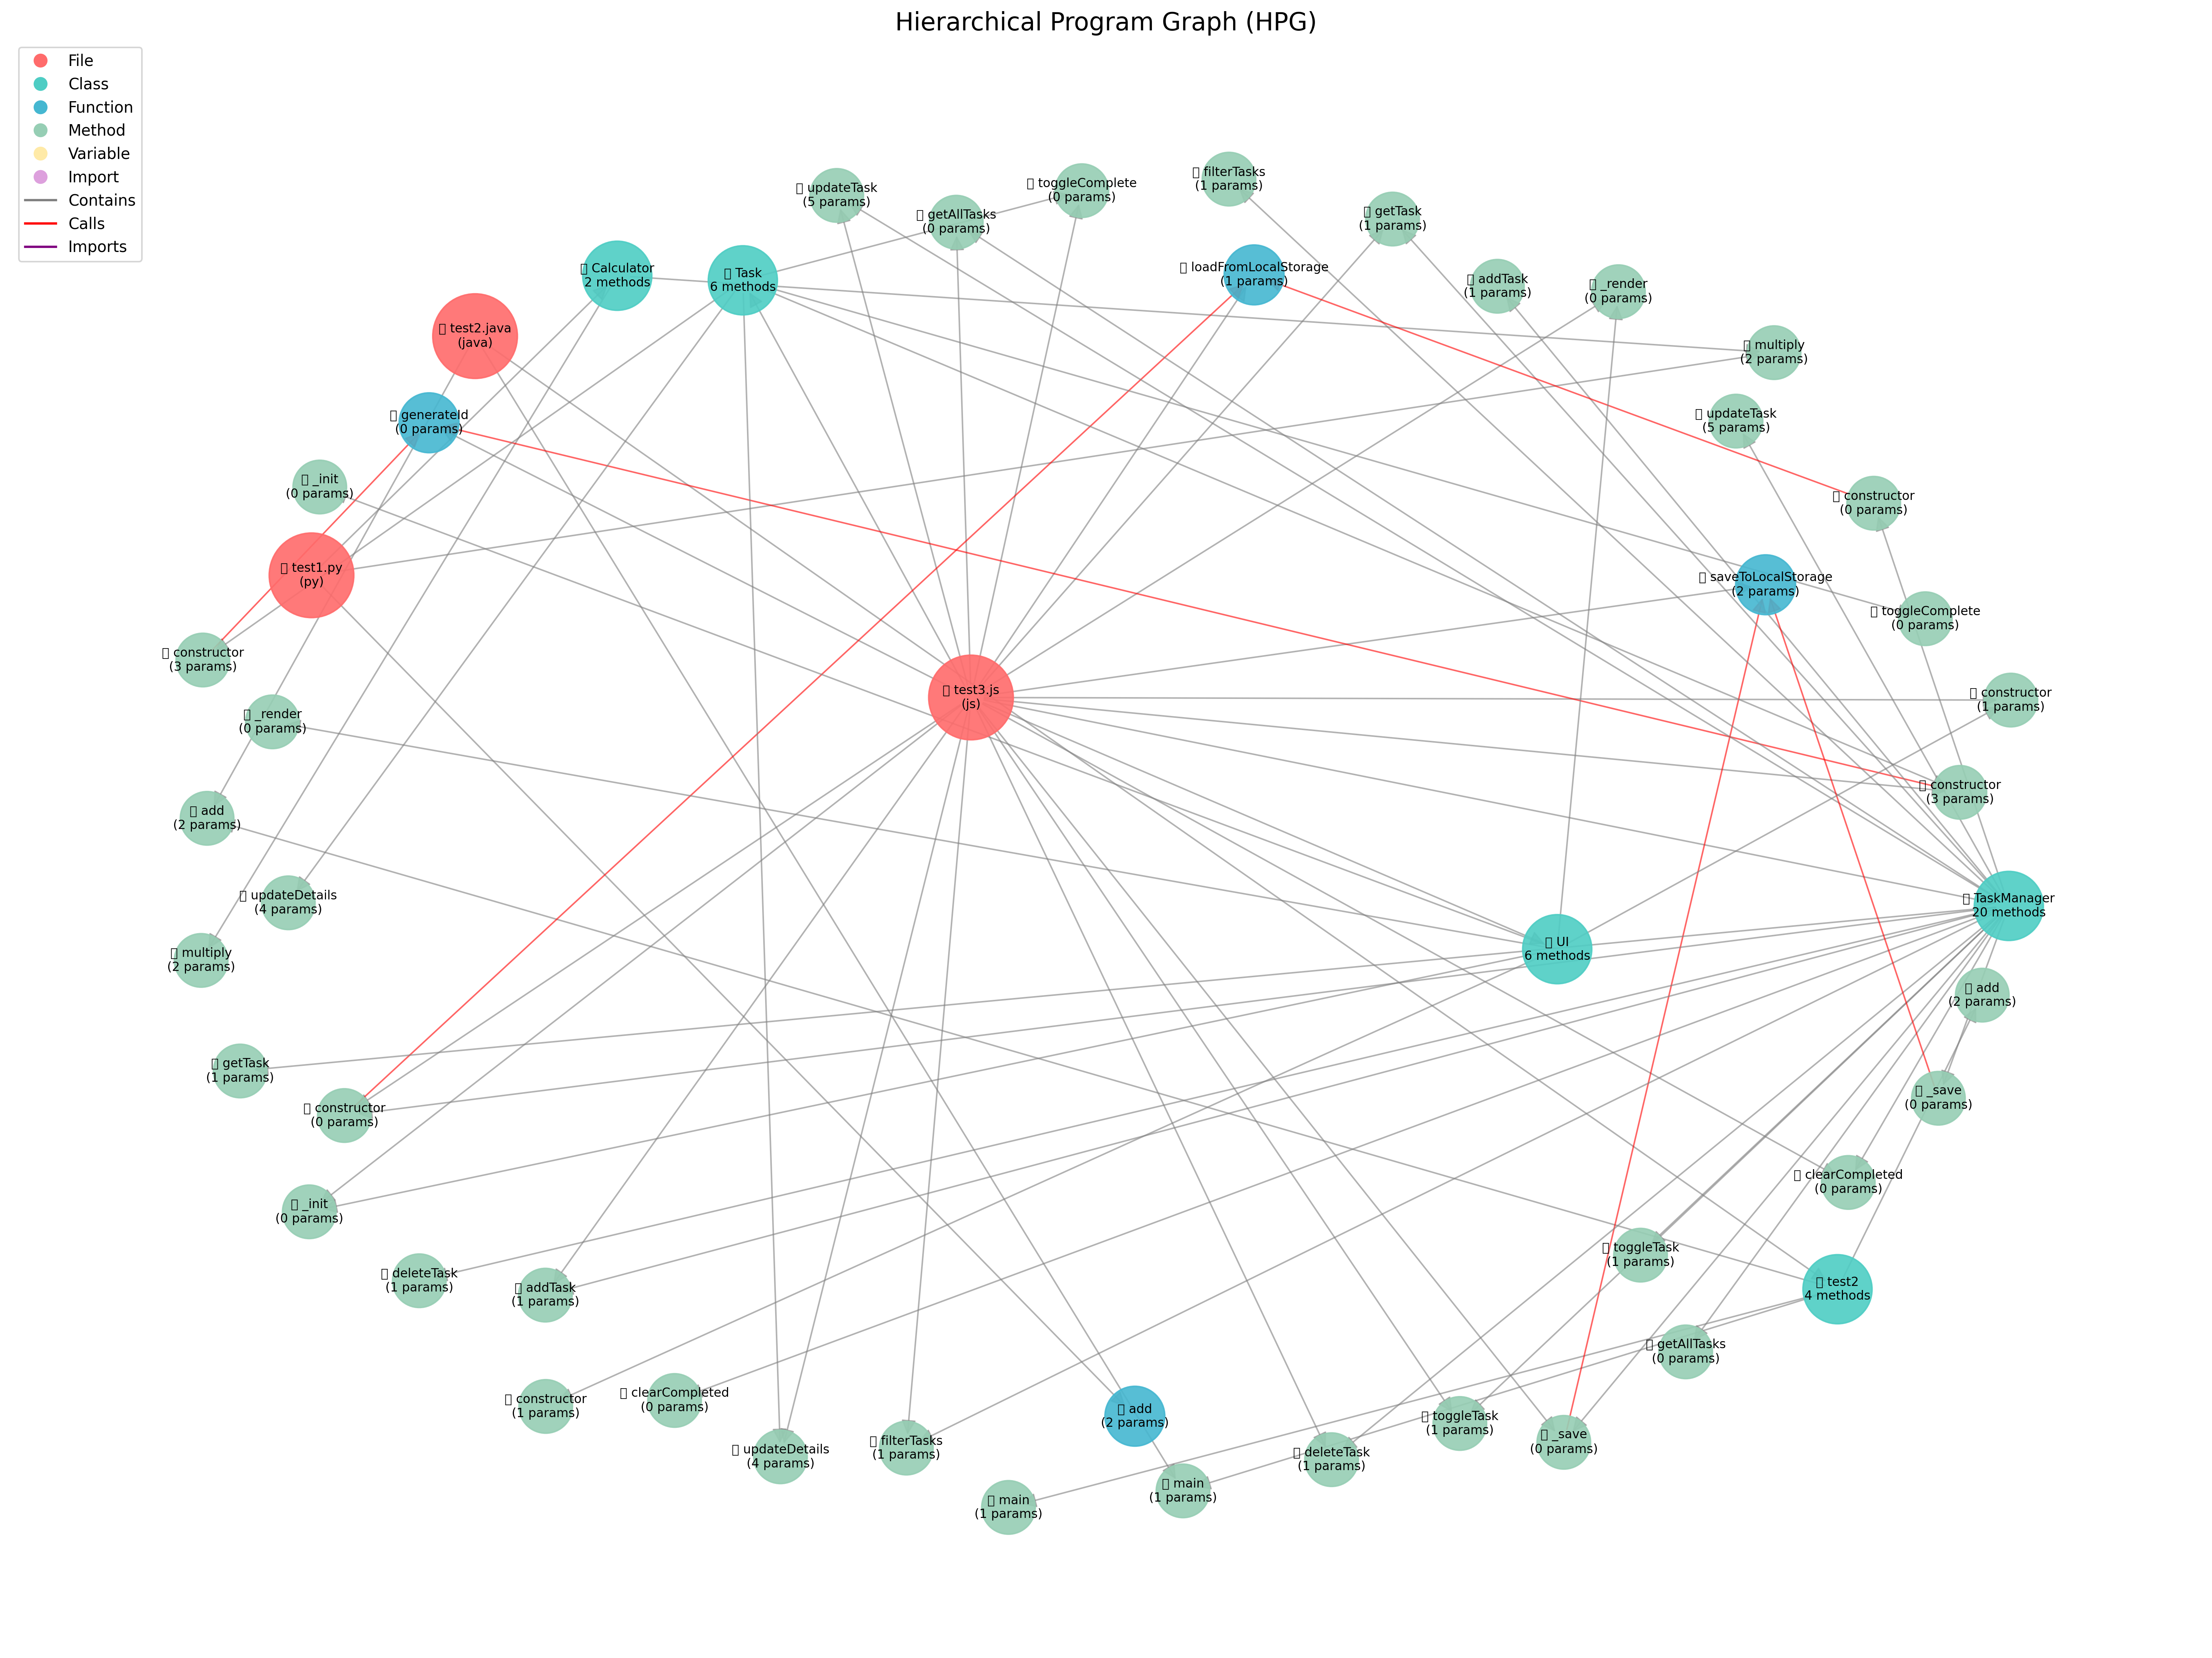 Hierarchical Program Graph (HPG)
File
Class
Function
Method
Variable
Import
Contains
Calls
Imports
filterTasks
(1 params)
toggleComplete
(0 params)
updateTask
(5 params)
getAllTasks
(0 params)
getTask
(1 params)
Calculator
2 methods
Task
6 methods
loadFromLocalStorage
(1 params)
addTask
(1 params)
_render
(0 params)
test2.java
(java)
multiply
(2 params)
generateId
(0 params)
updateTask
(5 params)
_init
(0 params)
constructor
(0 params)
test1.py
(py)
saveToLocalStorage
(2 params)
toggleComplete
(0 params)
constructor
(3 params)
test3.js
(js)
constructor
(1 params)
_render
(0 params)
constructor
(3 params)
add
(2 params)
updateDetails
(4 params)
TaskManager
20 methods
UI
6 methods
multiply
(2 params)
add
(2 params)
getTask
(1 params)
_save
(0 params)
constructor
(0 params)
clearCompleted
(0 params)
_init
(0 params)
toggleTask
(1 params)
deleteTask
(1 params)
addTask
(1 params)
test2
4 methods
getAllTasks
(0 params)
constructor
(1 params)
clearCompleted
(0 params)
add
(2 params)
toggleTask
(1 params)
updateDetails
(4 params)
filterTasks
(1 params)
deleteTask
(1 params)
_save
(0 params)
main
(1 params)
main
(1 params)